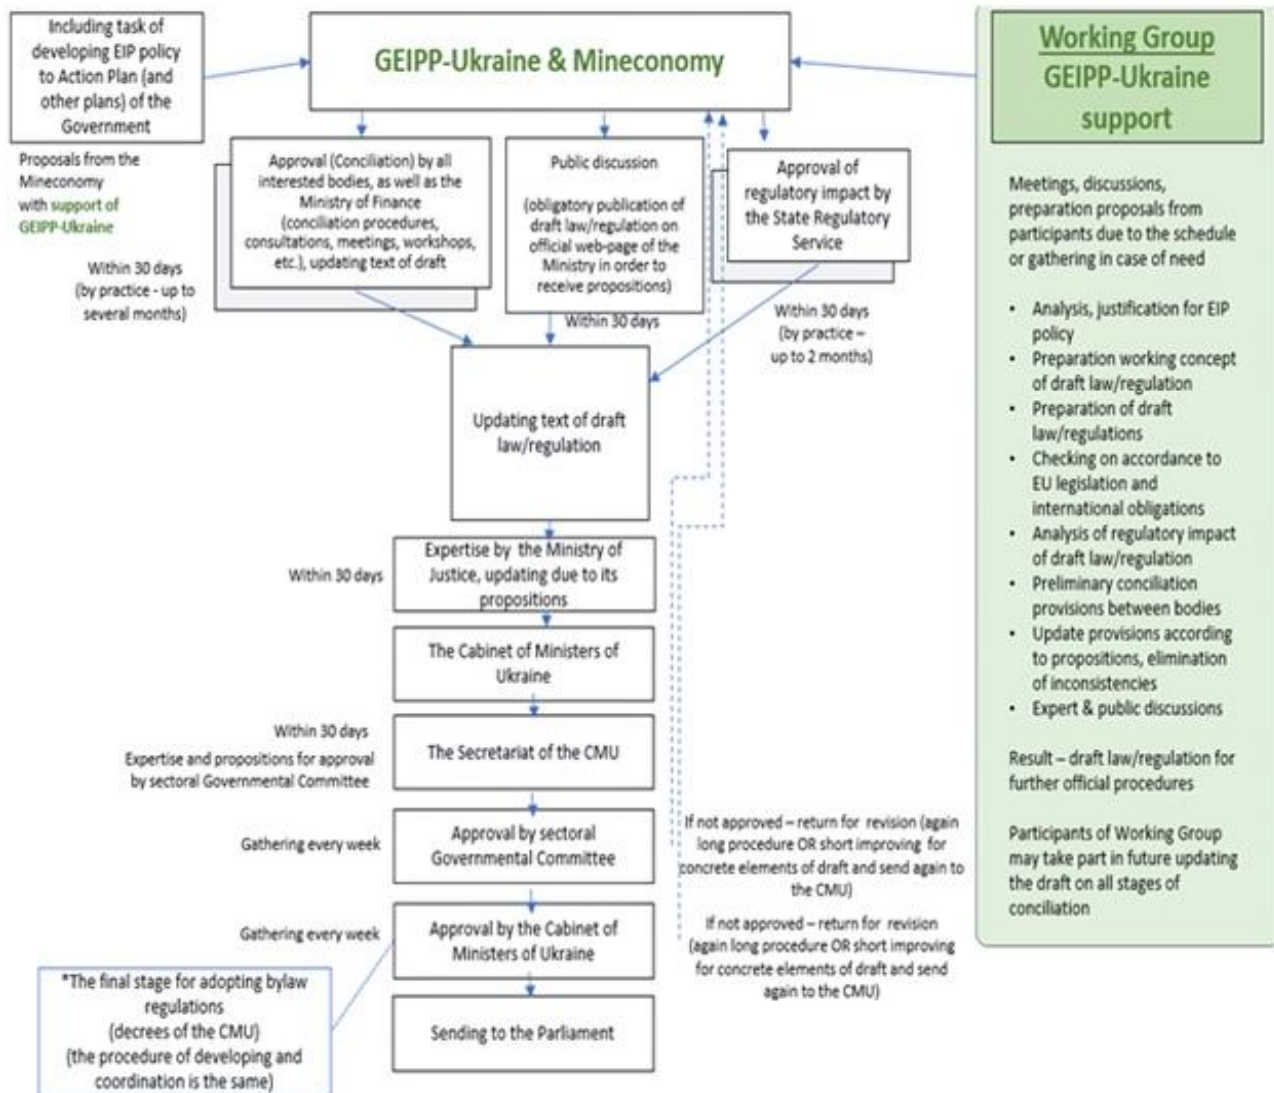 Including task of
developing EIP policy
to Action Plan (and
other plans) of the
Government
Proposals from the
Mineconomy
with support of
GEIPP-Ukraine
GEIPP-Ukraine & Mineconomy
Working Group
GEIPP-Ukraine
support
Approval (Conciliation) by all
interested bodies, as well as the
Ministry of Finance
(conciliation procedures,
consultations, meetings, workshops,
etc.), updating text of draft
Within 30 days
(by practice - up to
several months)
Public discussion
(obligatory publication of
draft law/regulation on
official web-page of the
Ministry in order to
receive propositions)
Within 30 days
Approval of
regulatory impact by
the State Regulatory
Service
Within 30 days
(by practice –
up to 2 months)
Updating text of draft
law/regulation
Within 30 days
Expertise by the Ministry of
Justice, updating due to its
propositions
The Cabinet of Ministers of
Ukraine
Within 30 days
Expertise and propositions for approval
by sectoral Governmental Committee
The Secretariat of the CMU
Gathering every week
Approval by sectoral
Governmental Committee
If not approved – return for revision (again
long procedure OR short improving for
concrete elements of draft and send again to
the CMU)
Gathering every week
Approval by the Cabinet of
Ministers of Ukraine
If not approved – return for revision
(again long procedure OR short improving
for concrete elements of draft and send
again to the CMU)
*The final stage for adopting bylaw
regulations
(decrees of the CMU)
(the procedure of developing and
coordination is the same)
Sending to the Parliament
Meetings, discussions,
preparation proposals from
participants due to the schedule
or gathering in case of need
• Analysis, justification for EIP
policy
• Preparation working concept
of draft law/regulation
• Preparation of draft
law/regulations
• Checking on accordance to
EU legislation and
international obligations
• Analysis of regulatory impact
of draft law/regulation
• Preliminary conciliation
provisions between bodies
• Update provisions according
to propositions, elimination
of inconsistencies
• Expert & public discussions
Result – draft law/regulation for
further official procedures
Participants of Working Group
may take part in future updating
the draft on all stages of
conciliation